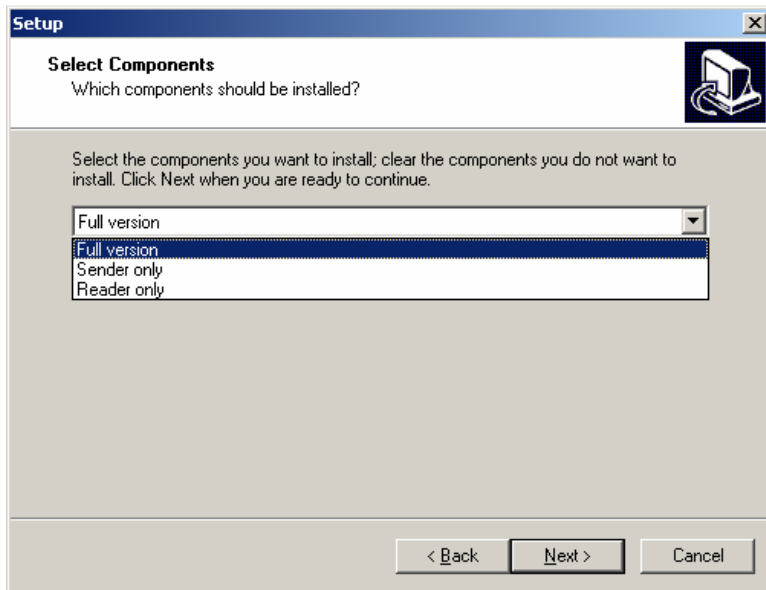 Setup
Select Components
Which components should be installed?
Select the components you want to install; clear the components you do not want to
install. Click Next when you are ready to continue.
Full version
Full version
Sender only
Reader only
< Back
Next >
Cancel